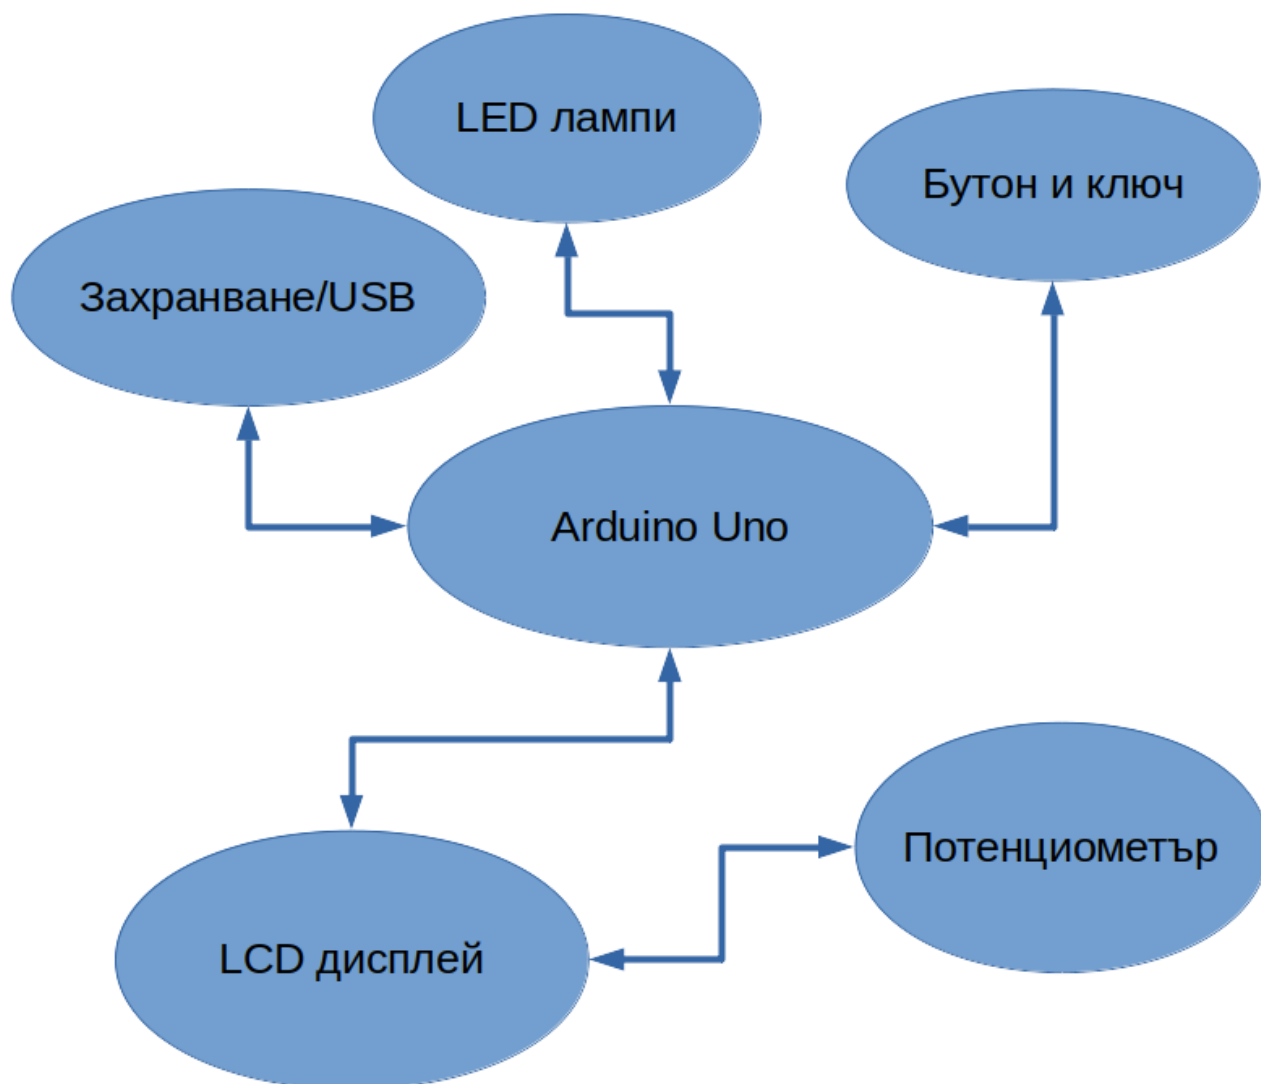 LED лампи
Бутон и ключ
Захранване/USB
Arduino Uno
Потенциометър
LCD дисплей